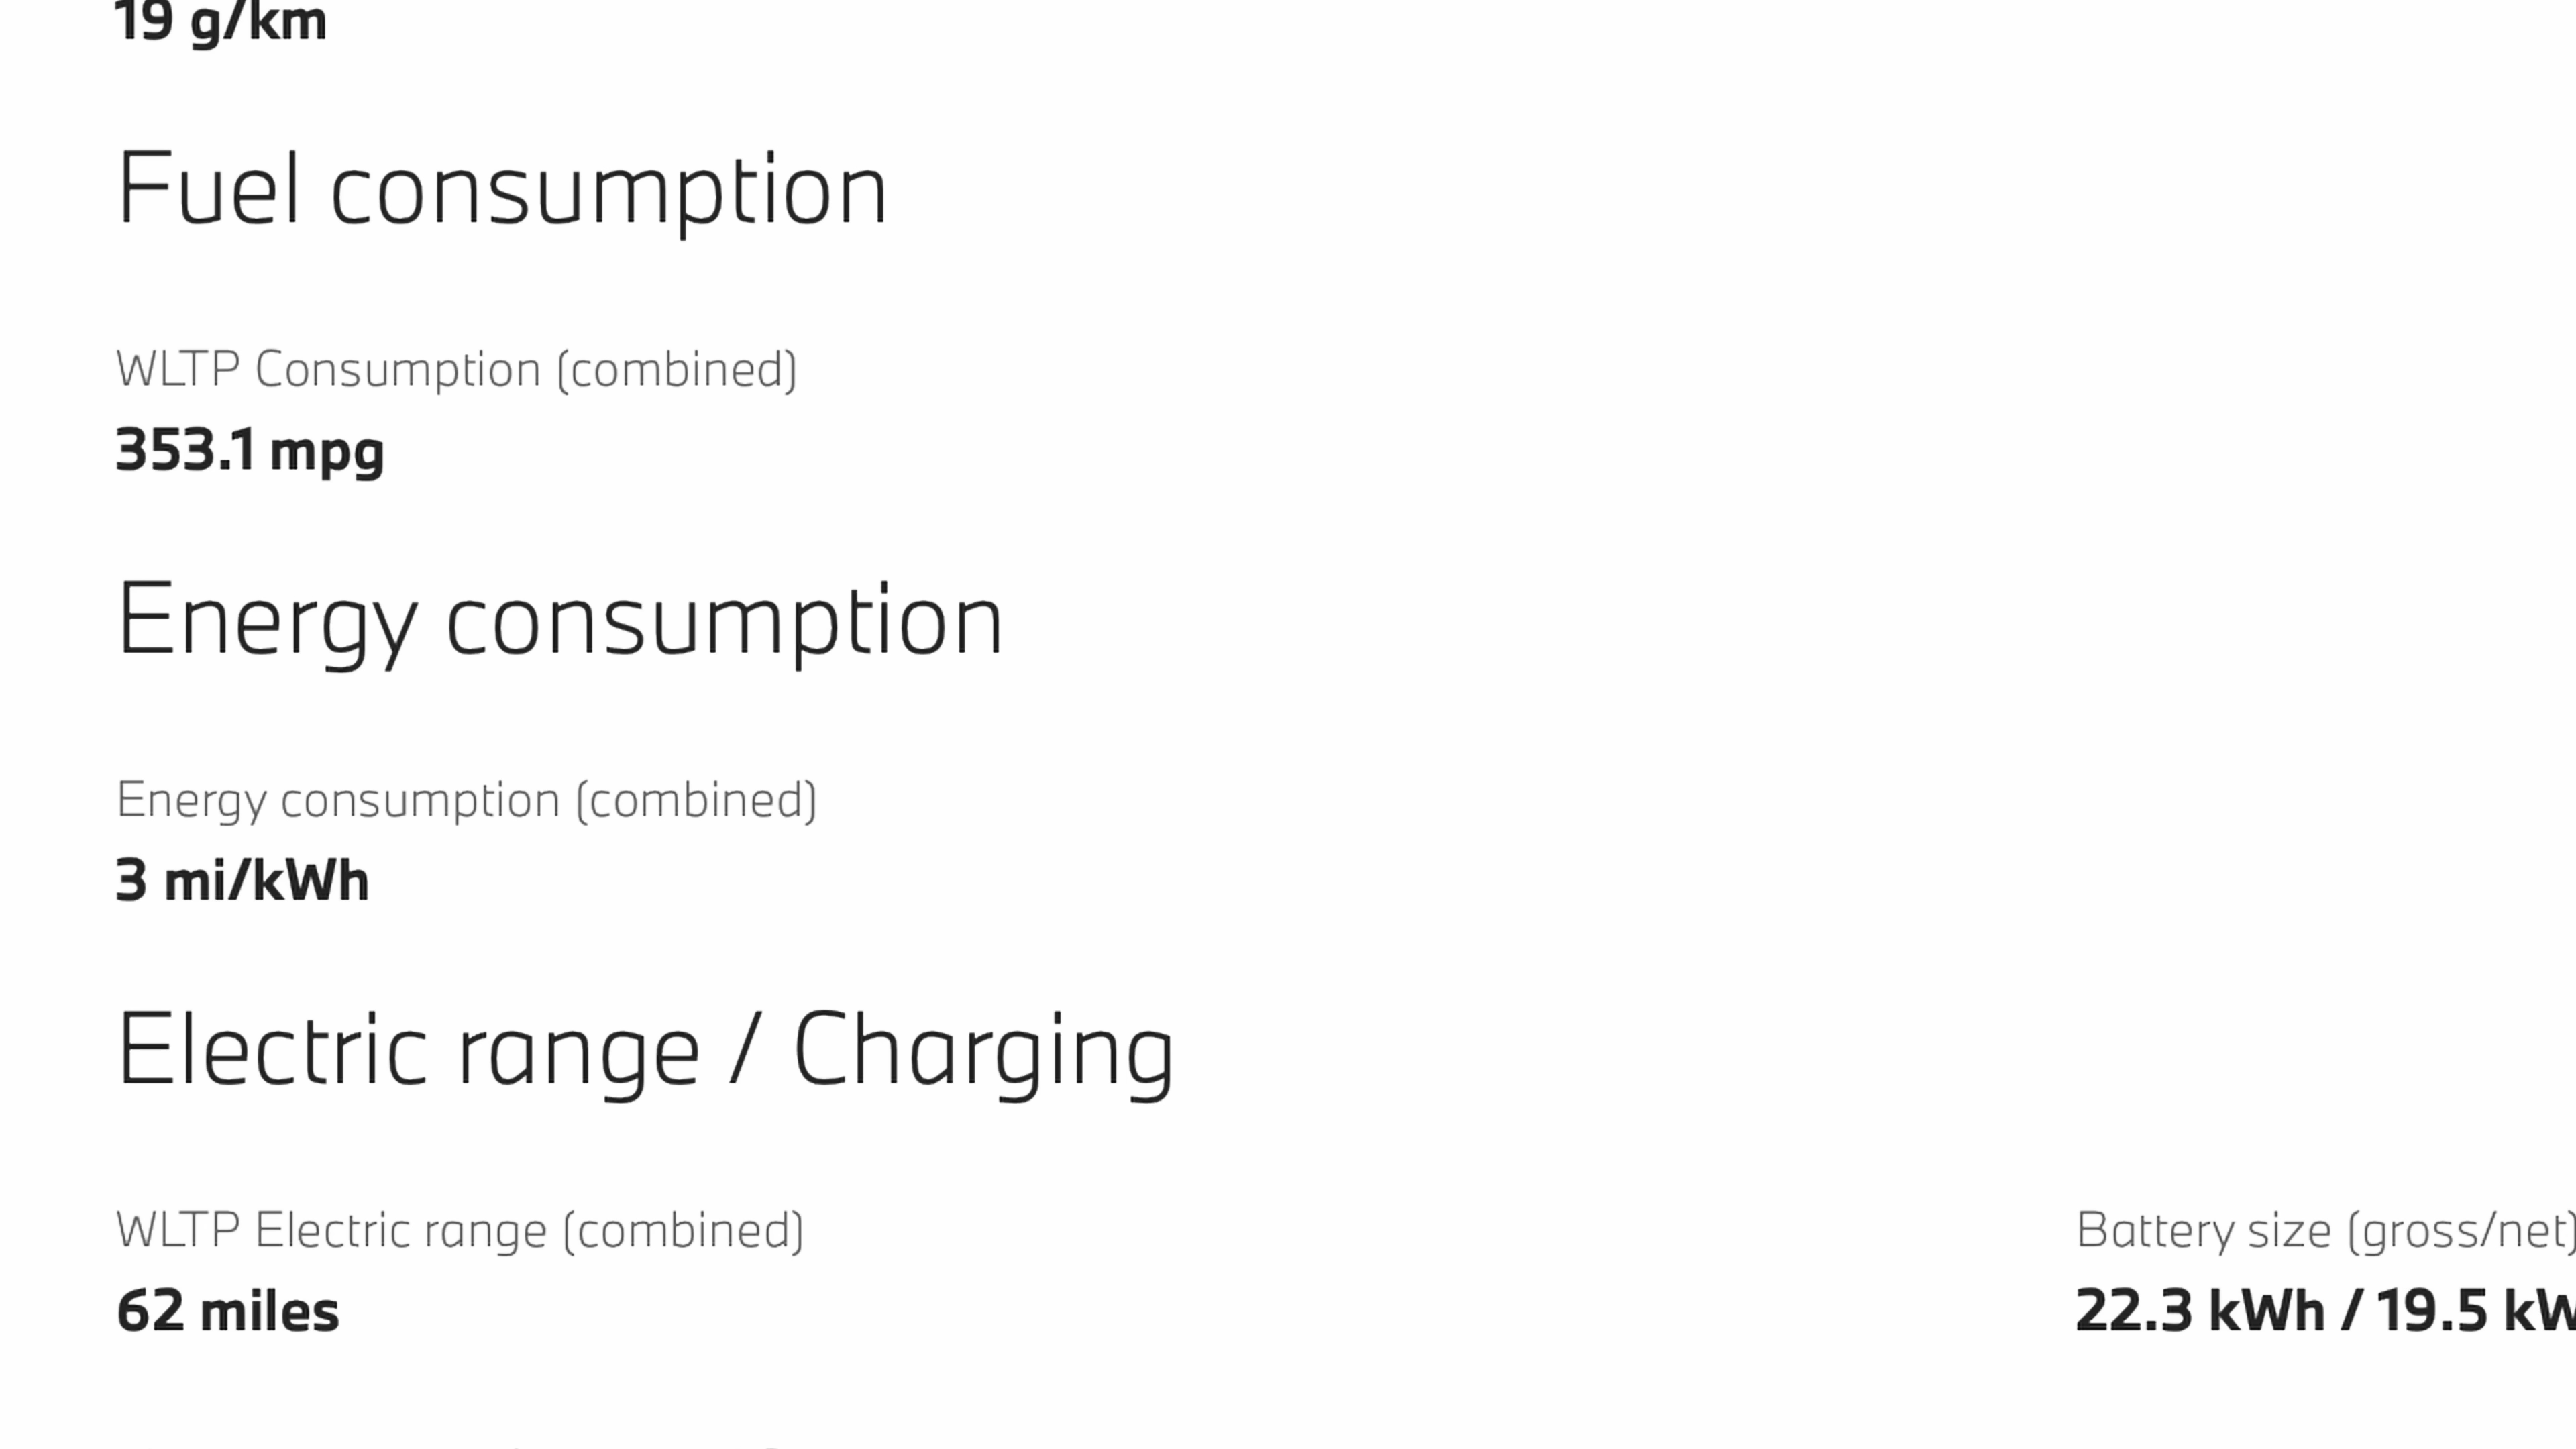 19 g/km
Fuel consumption
WLTP Consumption (combined)
353.1 mpg
Energy consumption
Energy consumption (combined)
3 mi/kWh
Electric range / Charging
WLTP Electric range (combined)
62 miles
Battery size (gross/net)
22.3 kWh / 19.5 kW